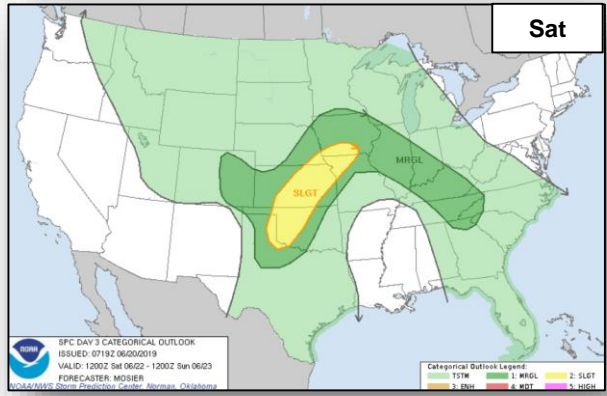 Sat
MRGL
SLGT
NOAA
SPC DAY 3 CATEGORICAL OUTLOOK
ISSUED: 0719Z 06/20/2019
VALID: 1200Z Sat 06/22 - 1200Z Sun 06/23
FORECASTER: MOSIER
NOAA/NWS Storm Prediction Center, Norman, Oklahoma
Categorical Outlook Legend:
TSTM 1: MRGL 2: SLGT
3: ENH 4: MDT 5: HIGH